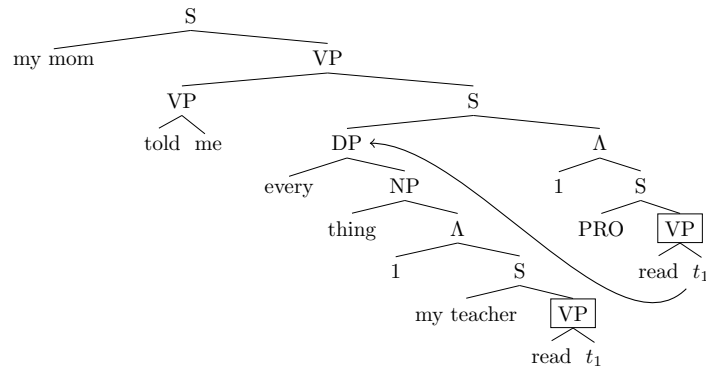 S
my mom VP
VP S
told me DP Λ
every NP 1 S
thing Λ PRO VP
1 S read t1
my teacher VP
read t1